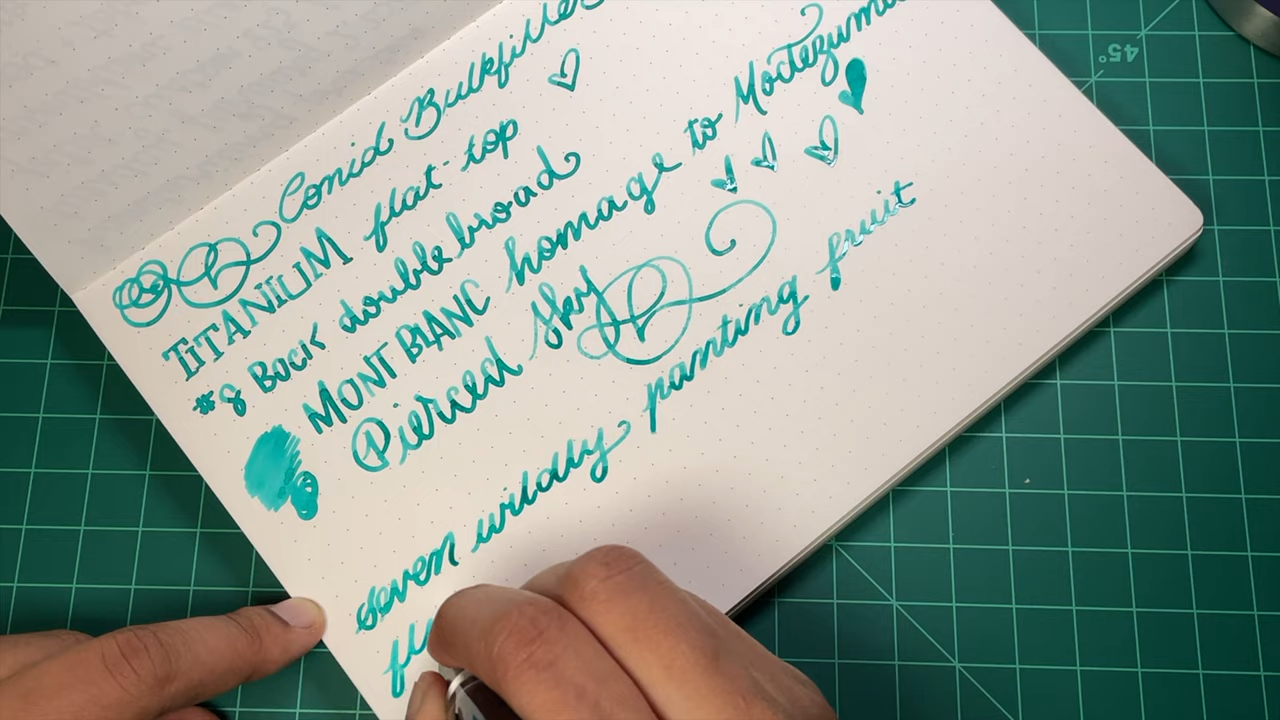 Conid Bulkfiller
TITANIUM flat-top
#8 Bock double broad
MONT BLANC homage to Moctezuma
Pierced Sky
seven wildly panting fruit
45°